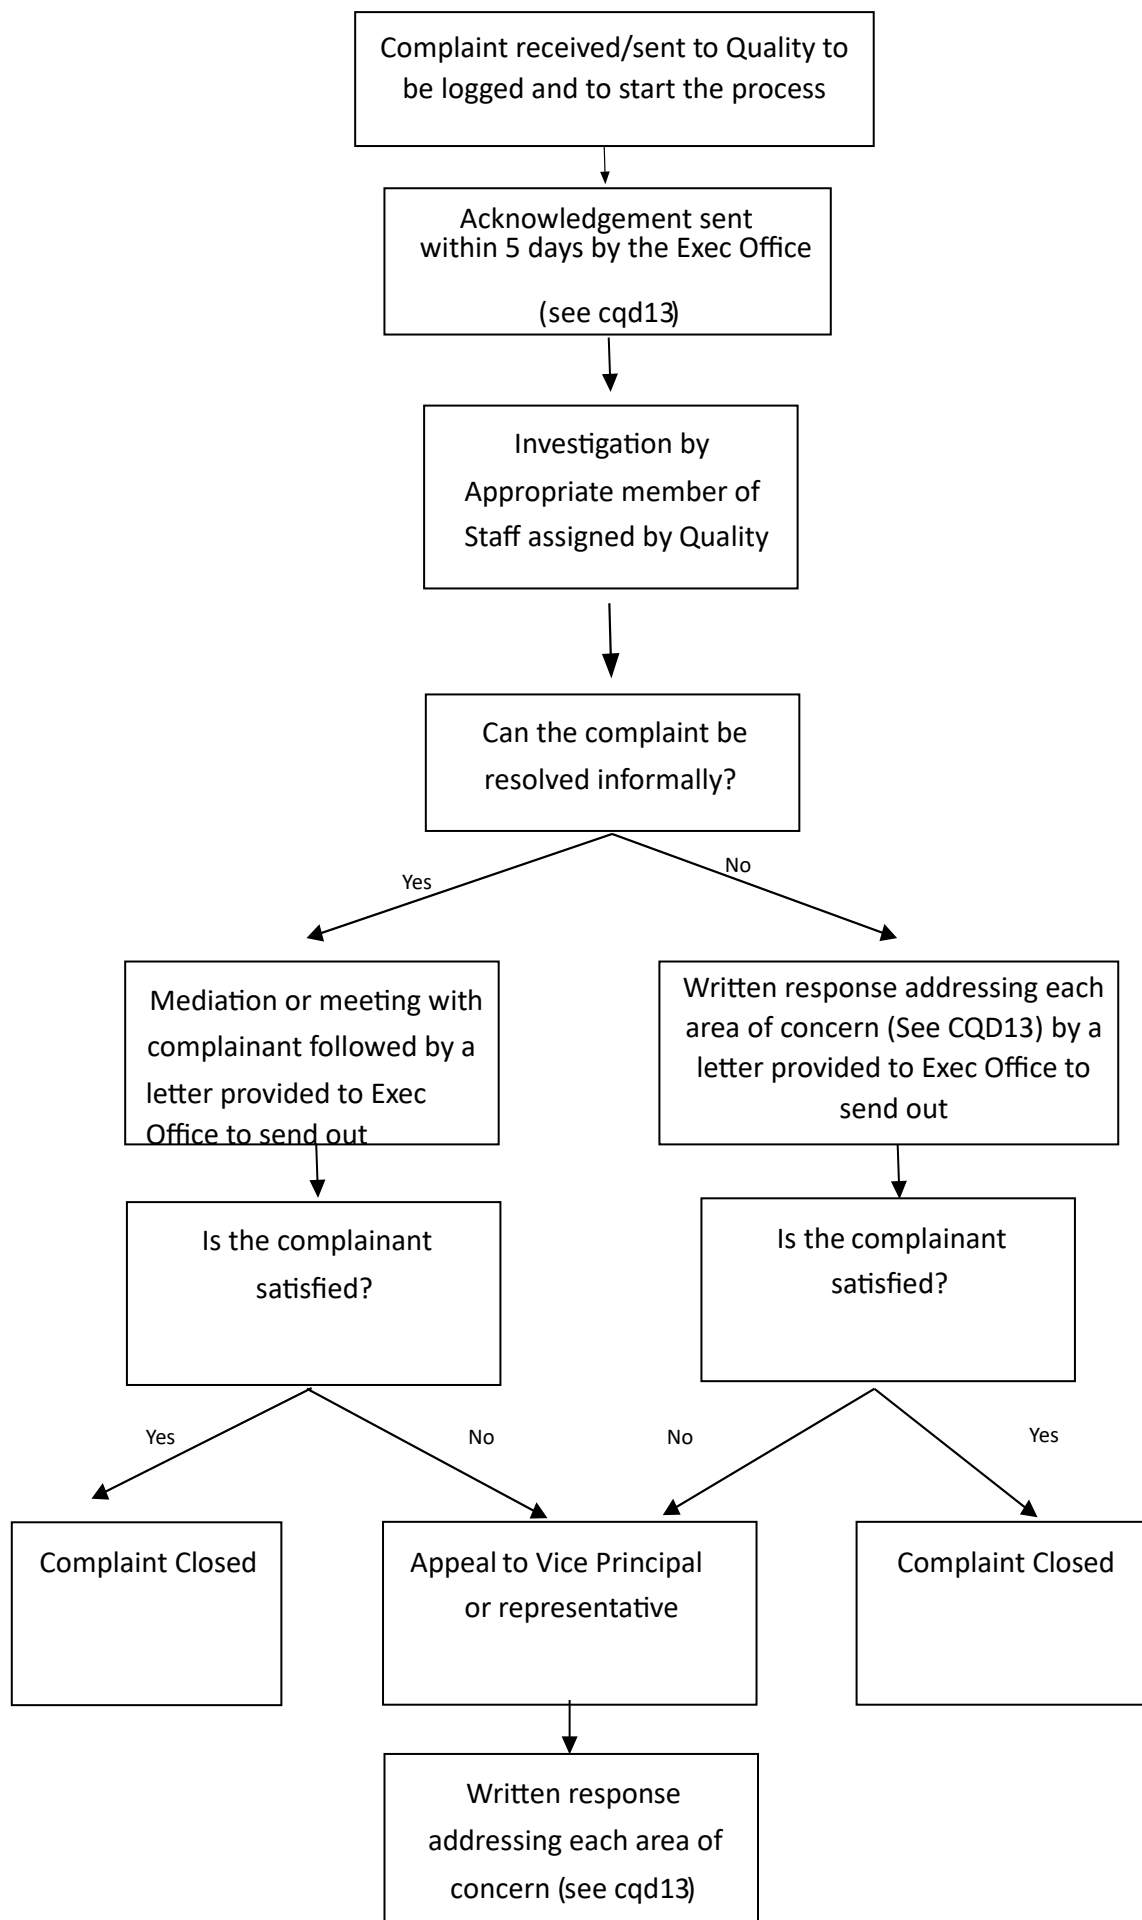 Complaint received/sent to Quality to
be logged and to start the process
Acknowledgement sent
within 5 days by the Exec Office
(see cqd13)
Investigation by
Appropriate member of
Staff assigned by Quality
Can the complaint be
resolved informally?
Yes
No
Mediation or meeting with
complainant followed by a
letter provided to Exec
Office to send out
Written response addressing each
area of concern (See CQD13) by a
letter provided to Exec Office to
send out
Is the complainant
satisfied?
Is the complainant
satisfied?
Yes
No
No
Yes
Complaint Closed
Appeal to Vice Principal
or representative
Complaint Closed
Written response
addressing each area of
concern (see cqd13)